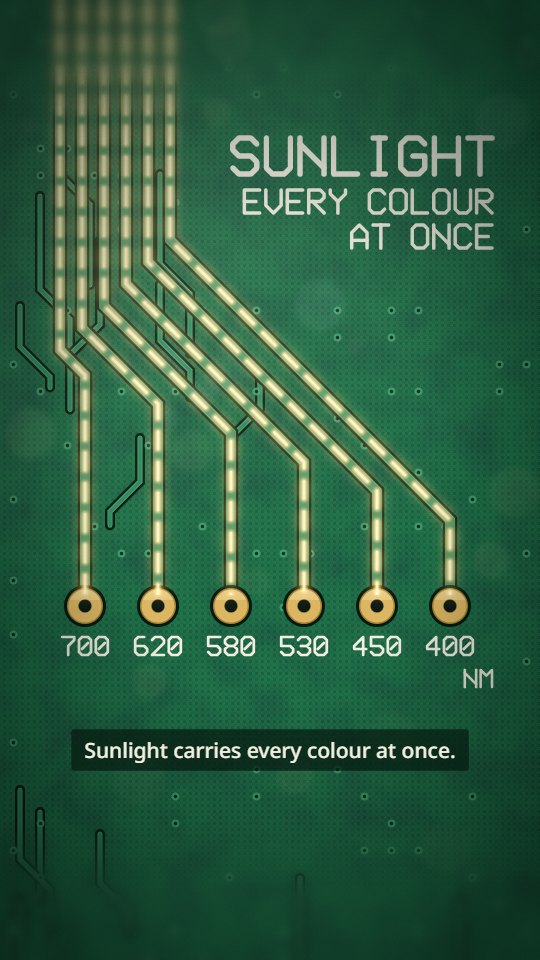 SUNLIGHT
EVERY COLOUR
AT ONCE
700 620 580 530 450 400
NM
Sunlight carries every colour at once.